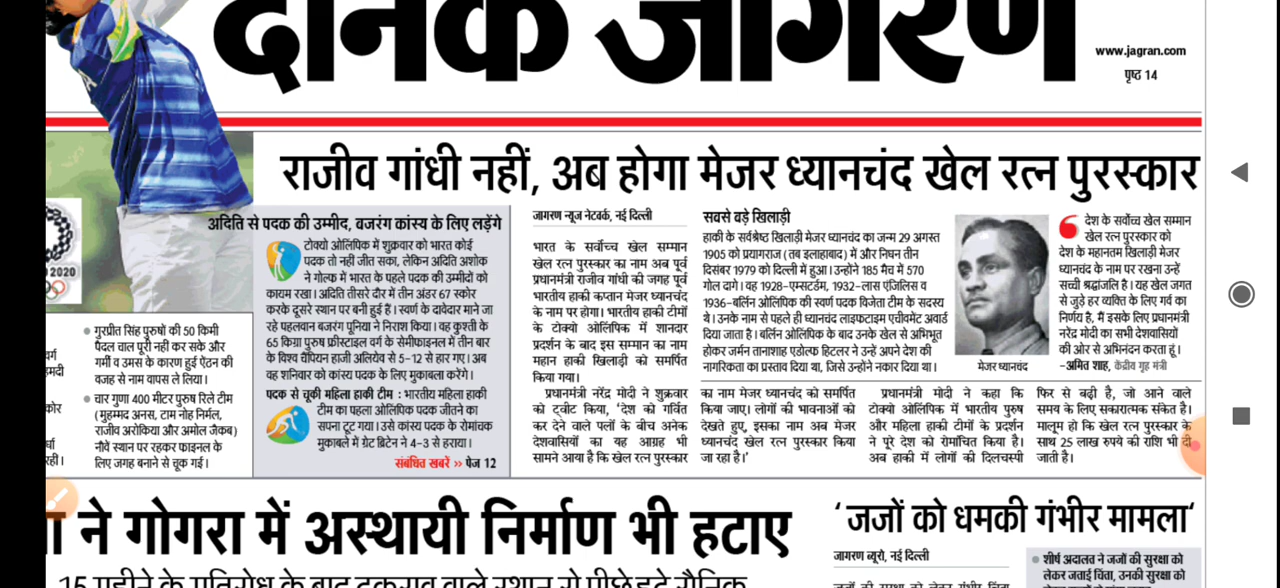 दैनिक जागरण
www.jagran.com
पृष्ठ 14
राजीव गांधी नहीं, अब होगा मेजर ध्यानचंद खेल रत्न पुरस्कार
2020
गुरप्रीत सिंह पुरुषों की 50 किमी
पैदल चाल पूरी नहीं कर सके और
गर्मी व उमस के कारण हुई ऐंठन की
वजह से नाम वापस ले लिया।
चार गुणा 400 मीटर पुरुष रिले टीम
(मुहम्मद अनस, टाम नोह निर्मल,
राजीव अरोकिया और अमोल जैकब)
नौवें स्थान पर रहकर फाइनल के
लिए जगह बनाने से चूक गई।
अदिति से पदक की उम्मीद, बजरंग कांस्य के लिए लड़ेंगे
टोक्यो ओलिंपिक में शुक्रवार को भारत कोई
पदक तो नहीं जीत सका, लेकिन अदिति अशोक
ने गोल्फ में भारत के पहले पदक की उम्मीदों को
कायम रखा। अदिति तीसरे दौर में तीन अंडर 67 स्कोर
करके दूसरे स्थान पर बनी हुई हैं। स्वर्ण के दावेदार माने जा
रहे पहलवान बजरंग पूनिया ने निराश किया। वह कुश्ती के
65 किग्रा पुरुष फ्रीस्टाइल वर्ग के सेमीफाइनल में तीन बार
के विश्व चैंपियन हाजी अलियेव से 5-12 से हार गए। अब
वह शनिवार को कांस्य पदक के लिए मुकाबला करेंगे।
पदक से चूकी महिला हाकी टीम : भारतीय महिला हाकी
टीम का पहला ओलिंपिक पदक जीतने का
सपना टूट गया। उसे कांस्य पदक के रोमांचक
मुकाबले में ग्रेट ब्रिटेन ने 4-3 से हराया।
संबंधित खबरें >> पेज 12
जागरण न्यूज नेटवर्क, नई दिल्ली
भारत के सर्वोच्च खेल सम्मान
खेल रत्न पुरस्कार का नाम अब पूर्व
प्रधानमंत्री राजीव गांधी की जगह पूर्व
भारतीय हाकी कप्तान मेजर ध्यानचंद
के नाम पर होगा। भारतीय हाकी टीमों
के टोक्यो ओलिंपिक में शानदार
प्रदर्शन के बाद इस सम्मान का नाम
महान हाकी खिलाड़ी को समर्पित
किया गया।
प्रधानमंत्री नरेंद्र मोदी ने शुक्रवार
को ट्वीट किया, 'देश को गर्वित
कर देने वाले पलों के बीच अनेक
देशवासियों का यह आग्रह भी
सामने आया है कि खेल रत्न पुरस्कार
सबसे बड़े खिलाड़ी
हाकी के सर्वश्रेष्ठ खिलाड़ी मेजर ध्यानचंद का जन्म 29 अगस्त
1905 को प्रयागराज (तब इलाहाबाद) में और निधन तीन
दिसंबर 1979 को दिल्ली में हुआ। उन्होंने 185 मैच में 570
गोल दागे। वह 1928-एम्सटर्डम, 1932-लास एंजिलिस व
1936-बर्लिन ओलिंपिक की स्वर्ण पदक विजेता टीम के सदस्य
थे। उनके नाम से पहले ही ध्यानचंद लाइफटाइम एचीवमेंट अवार्ड
दिया जाता है। बर्लिन ओलिंपिक के बाद उनके खेल से अभिभूत
होकर जर्मन तानाशाह एडोल्फ हिटलर ने उन्हें अपने देश की
नागरिकता का प्रस्ताव दिया था, जिसे उन्होंने नकार दिया था।
मेजर ध्यानचंद
देश के सर्वोच्च खेल सम्मान
खेल रत्न पुरस्कार को
देश के महानतम खिलाड़ी मेजर
ध्यानचंद के नाम पर रखना उन्हें
सच्ची श्रद्धांजलि है। यह खेल जगत
से जुड़े हर व्यक्ति के लिए गर्व का
निर्णय है, मैं इसके लिए प्रधानमंत्री
नरेंद्र मोदी का सभी देशवासियों
की ओर से अभिनंदन करता हूं।
-अमित शाह, केंद्रीय गृह मंत्री
का नाम मेजर ध्यानचंद को समर्पित
किया जाए। लोगों की भावनाओं को
देखते हुए, इसका नाम अब मेजर
ध्यानचंद खेल रत्न पुरस्कार किया
जा रहा है।'
प्रधानमंत्री मोदी ने कहा कि
टोक्यो ओलिंपिक में भारतीय पुरुष
और महिला हाकी टीमों के प्रदर्शन
ने पूरे देश को रोमांचित किया है।
अब हाकी में लोगों की दिलचस्पी
फिर से बढ़ी है, जो आने वाले
समय के लिए सकारात्मक संकेत है।
मालूम हो कि खेल रत्न पुरस्कार के
साथ 25 लाख रुपये की राशि भी दी
जाती है।
ने गोगरा में अस्थायी निर्माण भी हटाए
15 महीने के गतिरोध के बाद टकराव वाले स्थान से पीछे हटे सैनिक
'जजों को धमकी गंभीर मामला'
जागरण ब्यूरो, नई दिल्ली
जजों की सुरक्षा को लेकर गंभीर चिंता
शीर्ष अदालत ने जजों की सुरक्षा को
लेकर जताई चिंता, उनकी सुरक्षा को